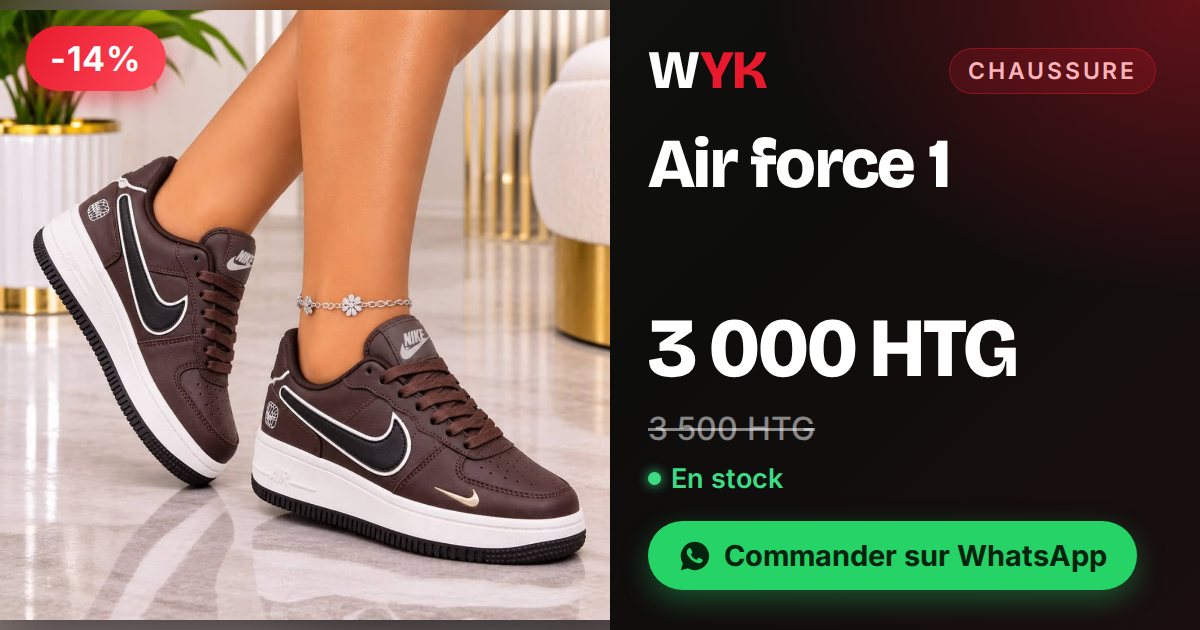 -14%
NIKE
NIKE
AIR
WYK
CHAUSSURE
Air force 1
3 000 HTG
3 500 HTG
En stock
Commander sur WhatsApp